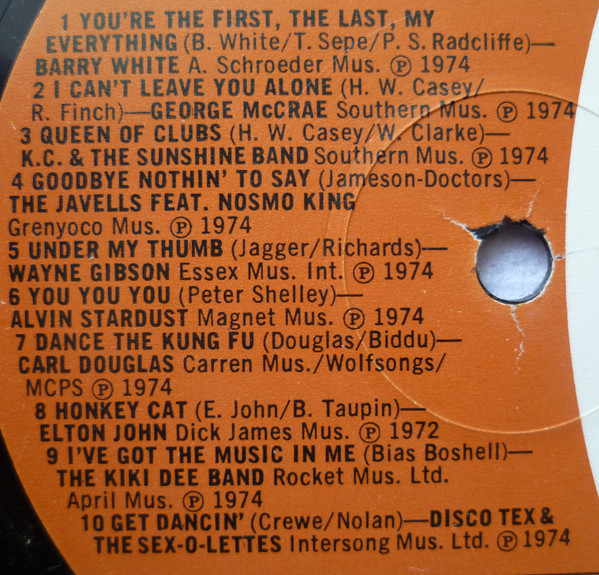 1 YOU'RE THE FIRST, THE LAST, MY
EVERYTHING (B. White/T. Sepe/P. S. Radcliffe)—
BARRY WHITE A. Schroeder Mus. ℗ 1974
2 I CAN'T LEAVE YOU ALONE (H. W. Casey/
R. Finch)—GEORGE McCRAE Southern Mus. ℗ 1974
3 QUEEN OF CLUBS (H. W. Casey/W. Clarke)—
K.C. & THE SUNSHINE BAND Southern Mus. ℗ 1974
4 GOODBYE NOTHIN' TO SAY (Jameson-Doctors)—
THE JAVELLS FEAT. NOSMO KING
Grenyoco Mus. ℗ 1974
5 UNDER MY THUMB (Jagger/Richards)—
WAYNE GIBSON Essex Mus. Int. ℗ 1974
6 YOU YOU YOU (Peter Shelley)—
ALVIN STARDUST Magnet Mus. ℗ 1974
7 DANCE THE KUNG FU (Douglas/Biddu)—
CARL DOUGLAS Carren Mus./Wolfsongs/
MCPS ℗ 1974
8 HONKEY CAT (E. John/B. Taupin)—
ELTON JOHN Dick James Mus. ℗ 1972
9 I'VE GOT THE MUSIC IN ME (Bias Boshell)—
THE KIKI DEE BAND Rocket Mus. Ltd.
April Mus. ℗ 1974
10 GET DANCIN' (Crewe/Nolan)—DISCO TEX &
THE SEX-O-LETTES Intersong Mus. Ltd. ℗ 1974